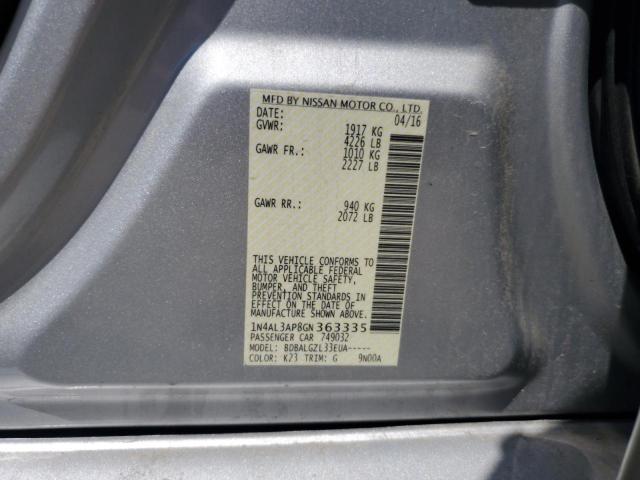 MFD BY NISSAN MOTOR CO., LTD.
DATE: 04/16
GVWR: 1917 KG
4226 LB
GAWR FR.: 1010 KG
2227 LB
GAWR RR.: 940 KG
2072 LB
THIS VEHICLE CONFORMS TO
ALL APPLICABLE FEDERAL
MOTOR VEHICLE SAFETY,
BUMPER, AND THEFT
PREVENTION STANDARDS IN
EFFECT ON THE DATE OF
MANUFACTURE SHOWN ABOVE.
1N4AL3AP8GN363335
PASSENGER CAR 749032
MODEL: BDBALGZL33EUA-----
COLOR: K23 TRIM: G 9N00A